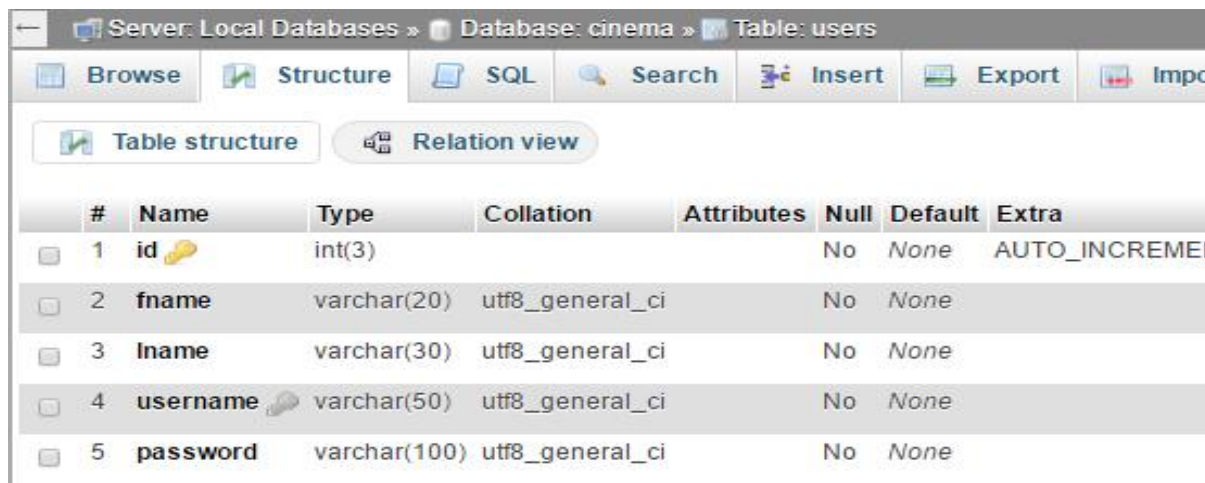 Server: Local Databases » Database: cinema » Table: users
Browse Structure SQL Search Insert Export Impo
Table structure Relation view
# Name Type Collation Attributes Null Default Extra
1 id int(3) No None AUTO_INCREME
2 fname varchar(20) utf8_general_ci No None
3 lname varchar(30) utf8_general_ci No None
4 username varchar(50) utf8_general_ci No None
5 password varchar(100) utf8_general_ci No None